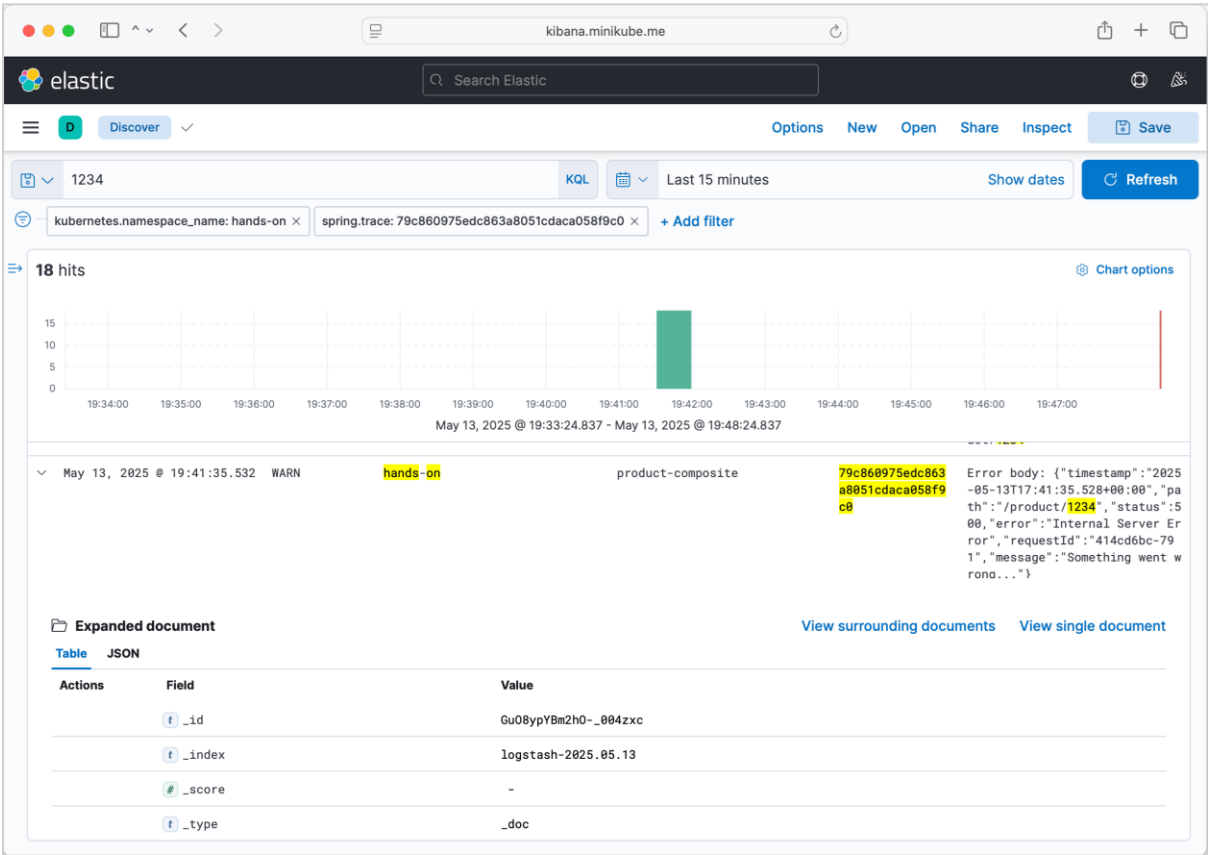 kibana.minikube.me
elastic
Search Elastic
D Discover Options New Open Share Inspect Save
1234 KQL Last 15 minutes Show dates Refresh
kubernetes.namespace_name: hands-on × spring.trace: 79c860975edc863a8051cdaca058f9c0 × + Add filter
18 hits Chart options
15
10
5
0
19:34:00 19:35:00 19:36:00 19:37:00 19:38:00 19:39:00 19:40:00 19:41:00 19:42:00 19:43:00 19:44:00 19:45:00 19:46:00 19:47:00
May 13, 2025 @ 19:33:24.837 - May 13, 2025 @ 19:48:24.837
May 13, 2025 @ 19:41:35.532 WARN hands-on product-composite
79c860975edc863
a8051cdaca058f9
c0
Error body: {"timestamp":"2025
-05-13T17:41:35.528+00:00","pa
th":"/product/1234","status":5
00,"error":"Internal Server Er
ror","requestId":"414cd6bc-79
1","message":"Something went w
rong..."}
Expanded document View surrounding documents View single document
Table JSON
Actions Field Value
t _id GuO8ypYBm2hO-_004zxc
t _index logstash-2025.05.13
# _score -
t _type _doc